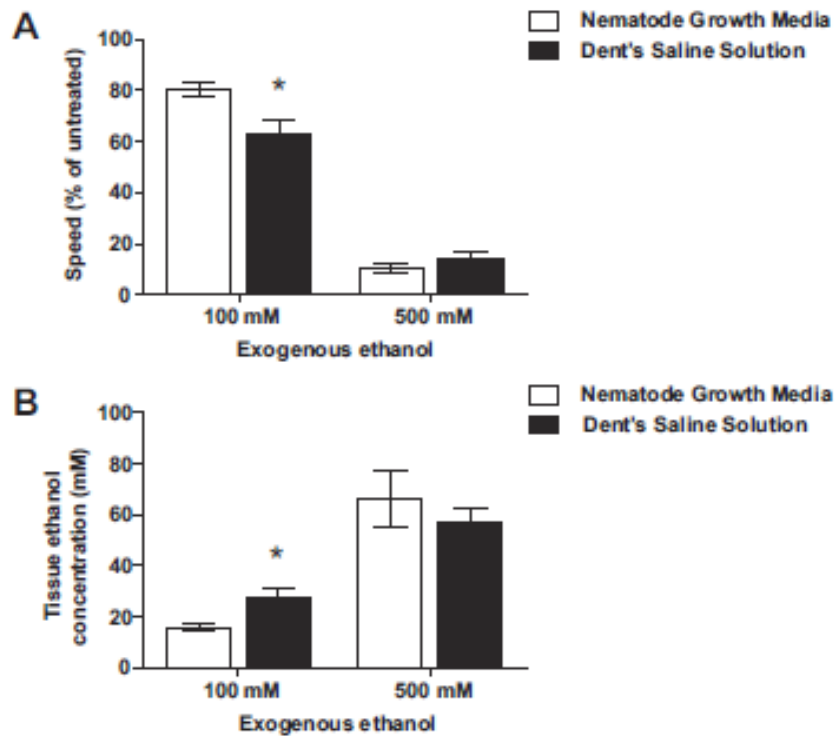 A
Nematode Growth Media
Dent's Saline Solution
Speed (% of untreated)
100
80
60
40
20
0
*
100 mM 500 mM
Exogenous ethanol
B
Nematode Growth Media
Dent's Saline Solution
Tissue ethanol
concentration (mM)
100
80
60
40
20
0
*
100 mM 500 mM
Exogenous ethanol